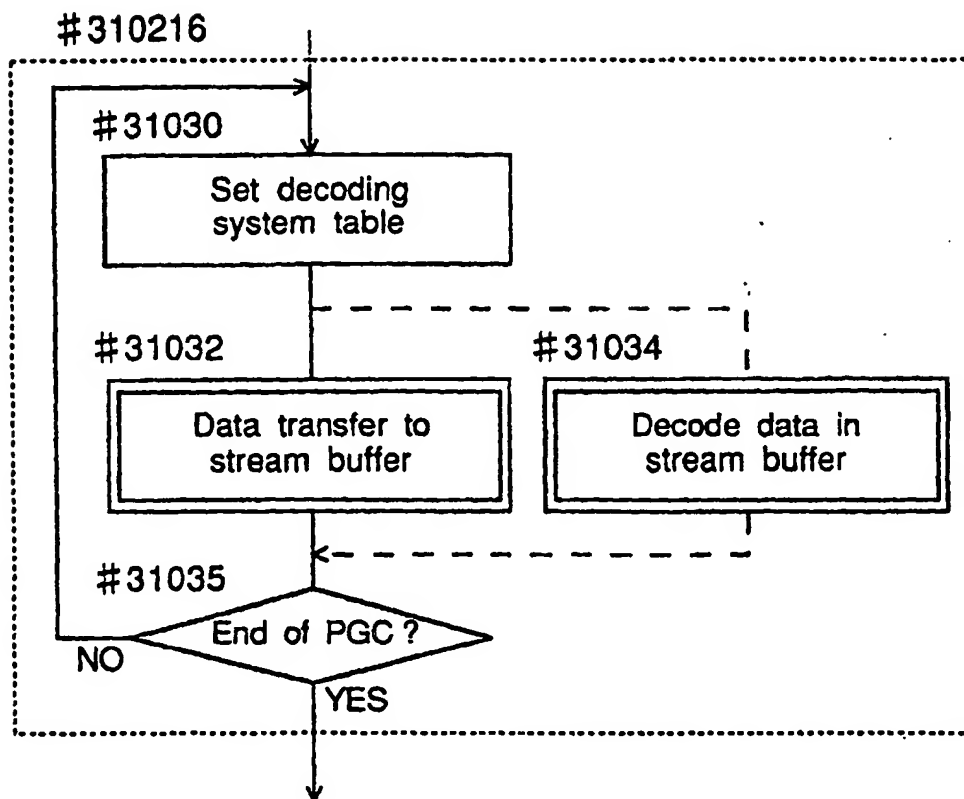 #310216
#31030
Set decoding
system table
#31032
Data transfer to
stream buffer
#31034
Decode data in
stream buffer
#31035
End of PGC?
NO
YES